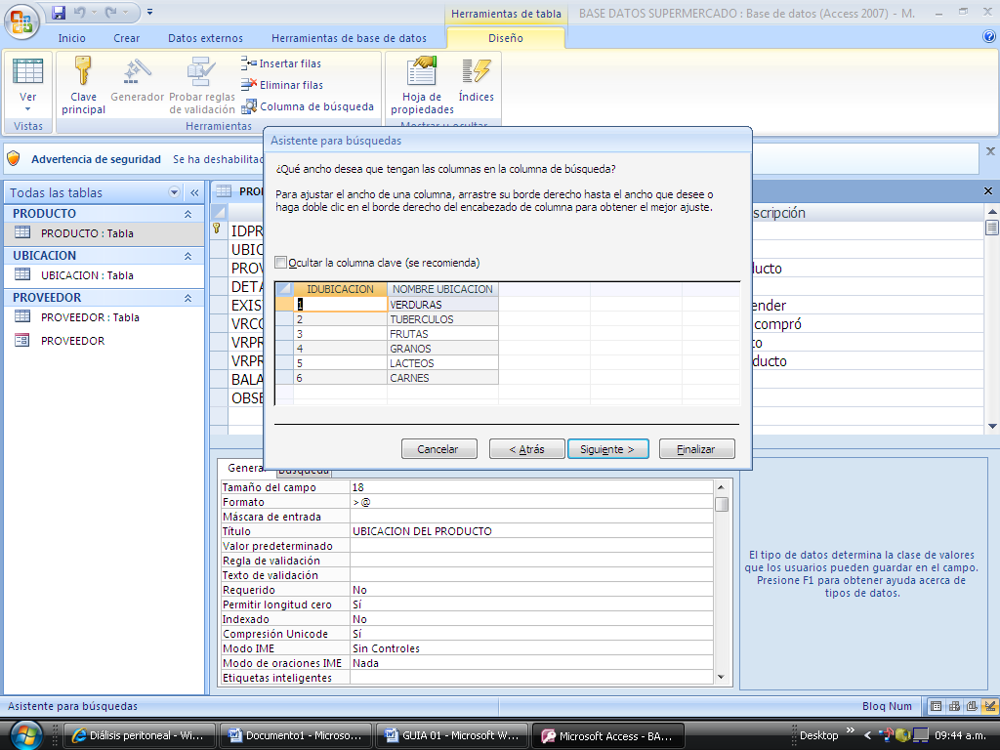 Herramientas de tabla
BASE DATOS SUPERMERCADO : Base de datos (Access 2007) - M.
Inicio
Crear
Datos externos
Herramientas de base de datos
Diseño
Ver
Clave principal
Generador
Probar reglas de validación
Insertar filas
Eliminar filas
Columna de búsqueda
Hoja de propiedades
Índices
Vistas
Herramientas
Mostrar u ocultar
Advertencia de seguridad
Se ha deshabilitad
Todas las tablas
PRODUCTO
PRODUCTO : Tabla
UBICACION
UBICACION : Tabla
PROVEEDOR
PROVEEDOR : Tabla
PROVEEDOR
PRO
scripción
IDPR
UBIC
PRO
ducto
DETA
EXIS
ender
VRCO
compró
VRPR
to
VRPR
ducto
BALA
OBSE
Asistente para búsquedas
¿Qué ancho desea que tengan las columnas en la columna de búsqueda?
Para ajustar el ancho de una columna, arrastre su borde derecho hasta el ancho que desee o
haga doble clic en el borde derecho del encabezado de columna para obtener el mejor ajuste.
Ocultar la columna clave (se recomienda)
IDUBICACION NOMBRE UBICACION
1 VERDURAS
2 TUBERCULOS
3 FRUTAS
4 GRANOS
5 LACTEOS
6 CARNES
Cancelar
< Atrás
Siguiente >
Finalizar
General
Búsqueda
Tamaño del campo 18
Formato >@
Máscara de entrada
Título UBICACION DEL PRODUCTO
Valor predeterminado
Regla de validación
Texto de validación
Requerido No
Permitir longitud cero Sí
Indexado No
Compresión Unicode Sí
Modo IME Sin Controles
Modo de oraciones IME Nada
Etiquetas inteligentes
El tipo de datos determina la clase de valores
que los usuarios pueden guardar en el campo.
Presione F1 para obtener ayuda acerca de
tipos de datos.
Asistente para búsquedas
Bloq Num
Diálisis peritoneal - Wi...
Documento1 - Microso...
GUIA 01 - Microsoft W...
Microsoft Access - BA...
Desktop
09:44 a.m.